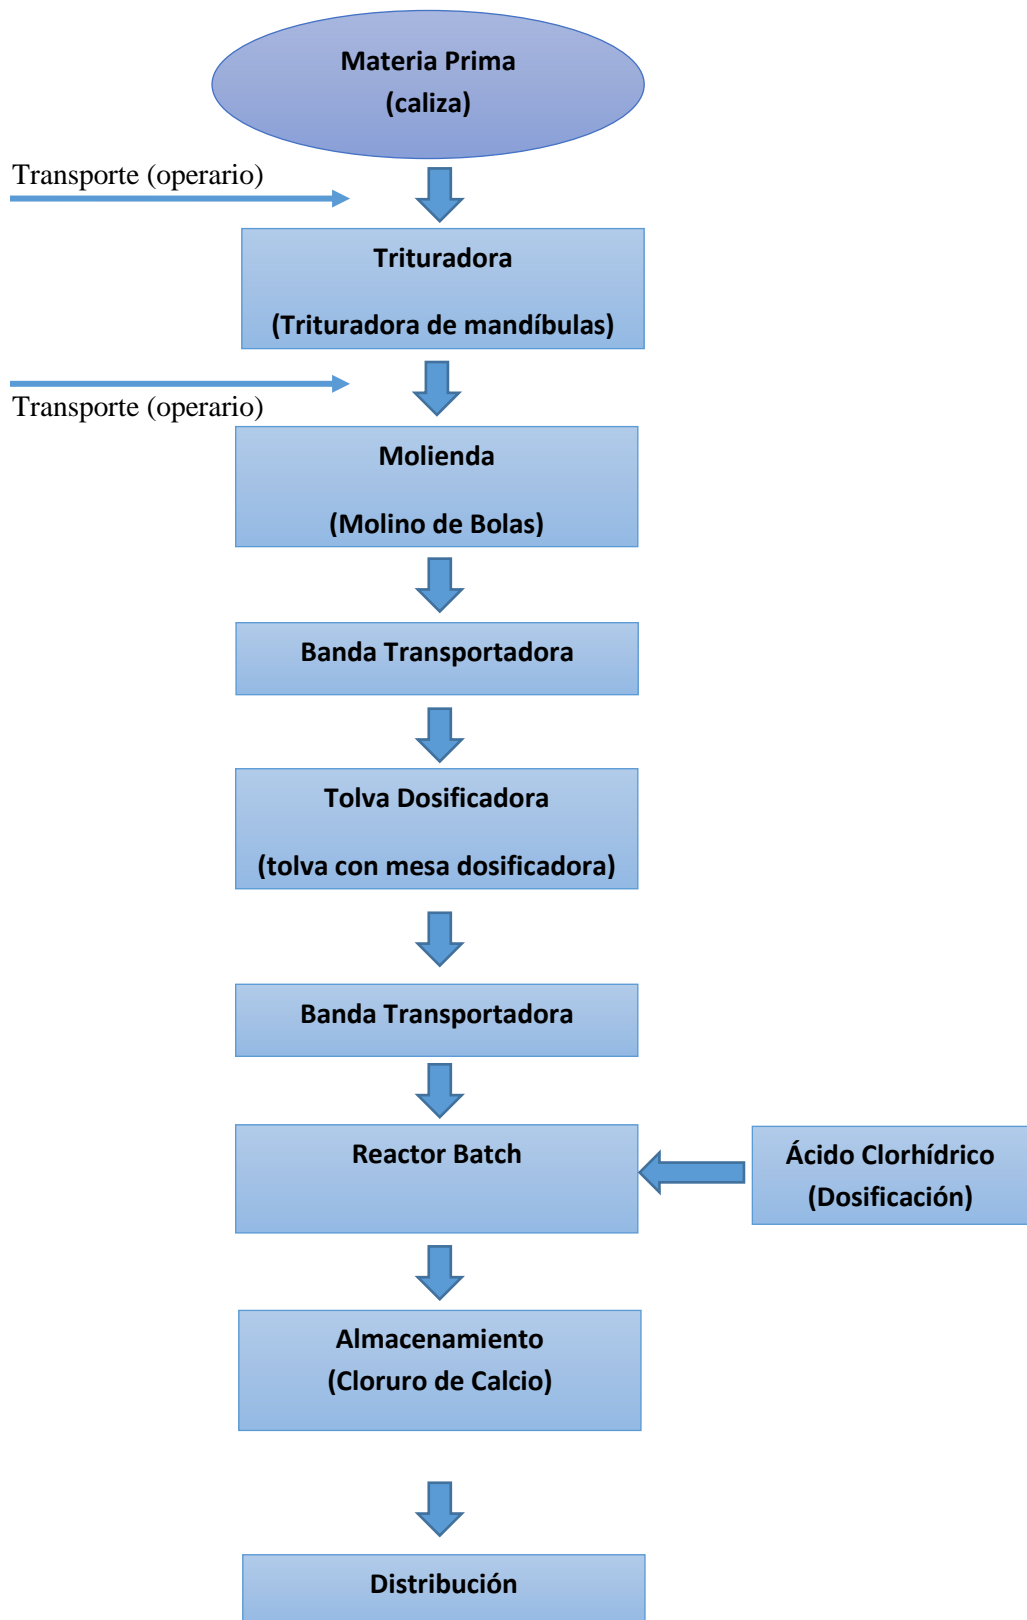 Materia Prima
(caliza)
Transporte (operario)
Trituradora
(Trituradora de mandíbulas)
Transporte (operario)
Molienda
(Molino de Bolas)
Banda Transportadora
Tolva Dosificadora
(tolva con mesa dosificadora)
Banda Transportadora
Reactor Batch
Ácido Clorhídrico
(Dosificación)
Almacenamiento
(Cloruro de Calcio)
Distribución